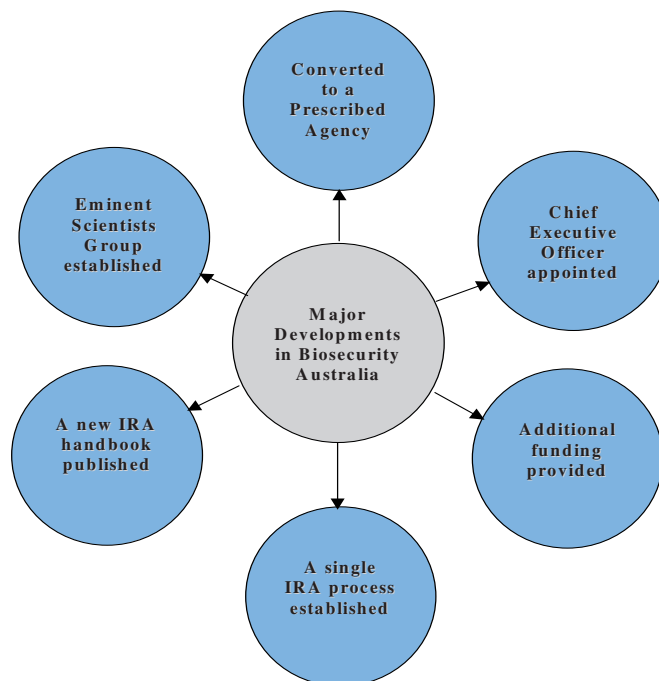 Converted
to a
Prescribed
Agency
Eminent
Scientists
Group
established
Chief
Executive
Officer
appointed
Major
Developments
in Biosecurity
Australia
A new IRA
handbook
published
Additional
funding
provided
A single
IRA process
established